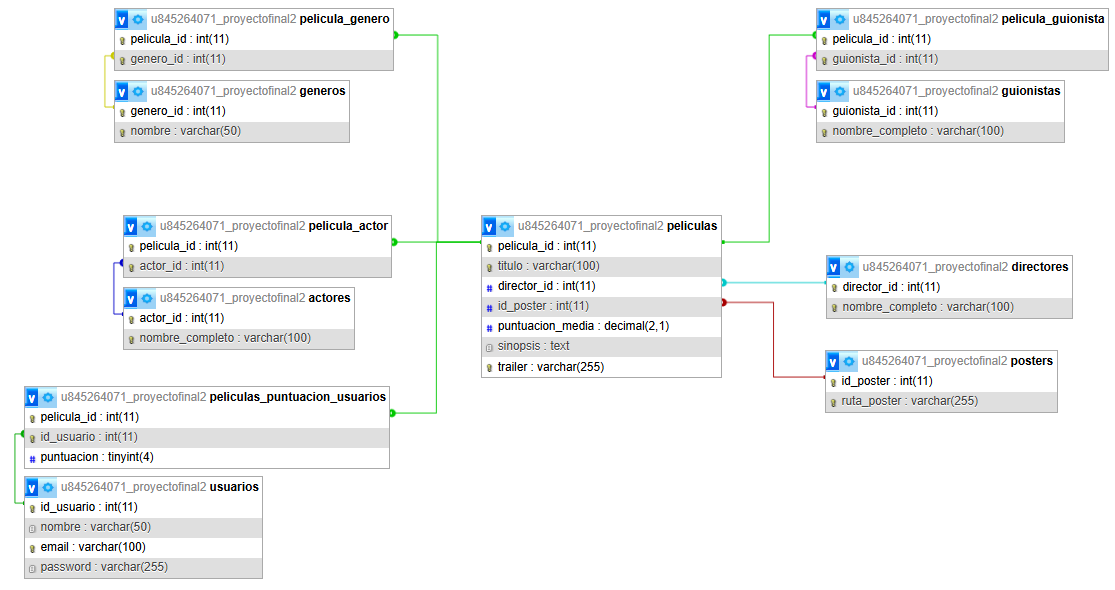 u845264071_proyectofinal2 pelicula_genero
pelicula_id : int(11)
genero_id : int(11)
u845264071_proyectofinal2 generos
genero_id : int(11)
nombre : varchar(50)
u845264071_proyectofinal2 pelicula_guionista
pelicula_id : int(11)
guionista_id : int(11)
u845264071_proyectofinal2 guionistas
guionista_id : int(11)
nombre_completo : varchar(100)
u845264071_proyectofinal2 pelicula_actor
pelicula_id : int(11)
actor_id : int(11)
u845264071_proyectofinal2 actores
actor_id : int(11)
nombre_completo : varchar(100)
u845264071_proyectofinal2 peliculas
pelicula_id : int(11)
titulo : varchar(100)
director_id : int(11)
id_poster : int(11)
puntuacion_media : decimal(2,1)
sinopsis : text
trailer : varchar(255)
u845264071_proyectofinal2 directores
director_id : int(11)
nombre_completo : varchar(100)
u845264071_proyectofinal2 posters
id_poster : int(11)
ruta_poster : varchar(255)
u845264071_proyectofinal2 peliculas_puntuacion_usuarios
pelicula_id : int(11)
id_usuario : int(11)
puntuacion : tinyint(4)
u845264071_proyectofinal2 usuarios
id_usuario : int(11)
nombre : varchar(50)
email : varchar(100)
password : varchar(255)